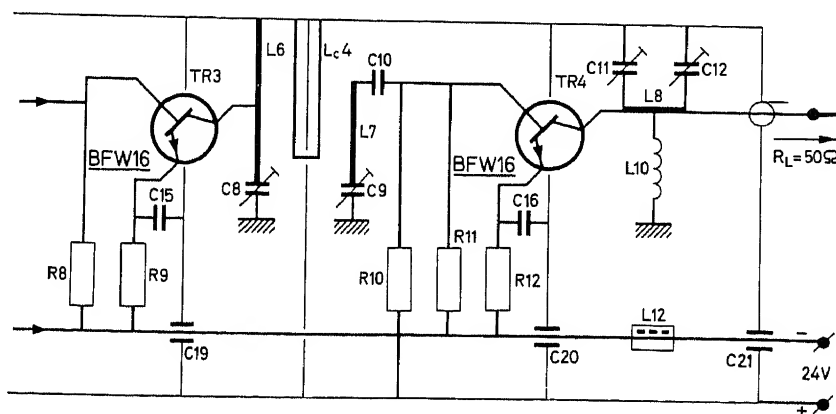 L6
Lc4
C10
C11
C12
TR3
TR4
L8
L7
BFW16
BFW16
L10
RL=50Ω
C15
C8
C9
C16
R8
R9
R10
R11
R12
L12
−
C19
C20
C21
24V
+